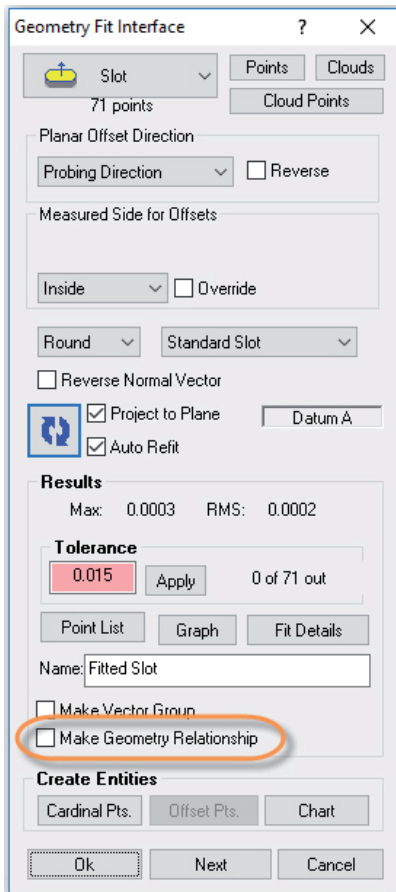 Geometry Fit Interface ? X
Slot Points Clouds
71 points Cloud Points
Planar Offset Direction
Probing Direction Reverse
Measured Side for Offsets
Inside Override
Round Standard Slot
Reverse Normal Vector
Project to Plane Datum A
Auto Refit
Results
Max: 0.0003 RMS: 0.0002
Tolerance
0.015 Apply 0 of 71 out
Point List Graph Fit Details
Name: Fitted Slot
Make Vector Group
Make Geometry Relationship
Create Entities
Cardinal Pts. Offset Pts. Chart
Ok Next Cancel